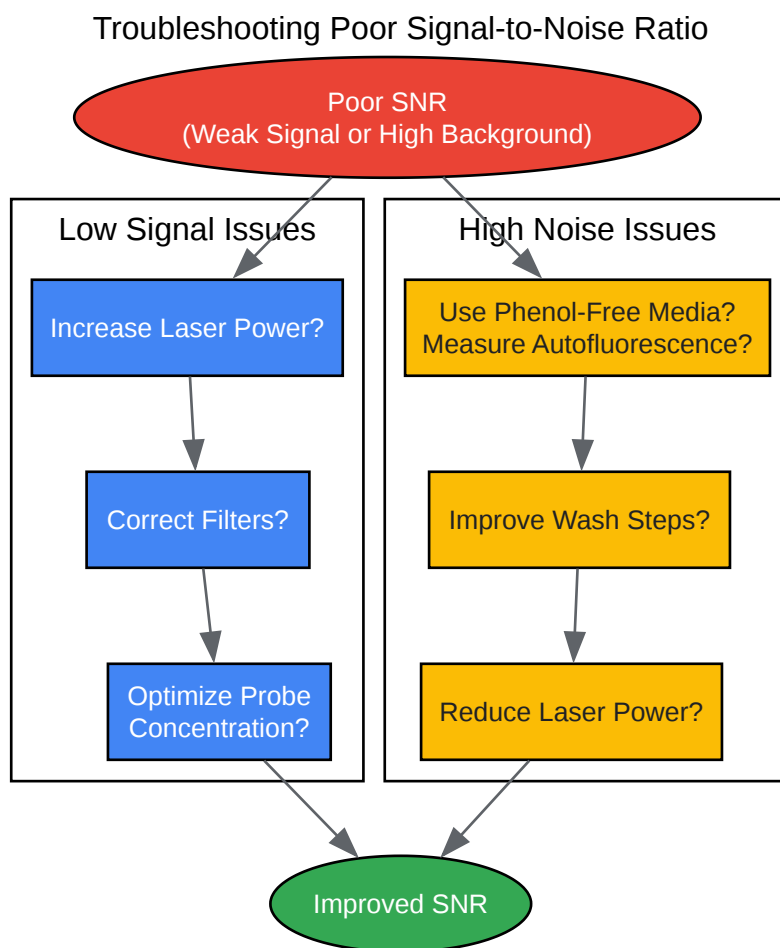 Troubleshooting Poor Signal-to-Noise Ratio
Poor SNR
(Weak Signal or High Background)
Low Signal Issues
Increase Laser Power?
Correct Filters?
Optimize Probe
Concentration?
High Noise Issues
Use Phenol-Free Media?
Measure Autofluorescence?
Improve Wash Steps?
Reduce Laser Power?
Improved SNR